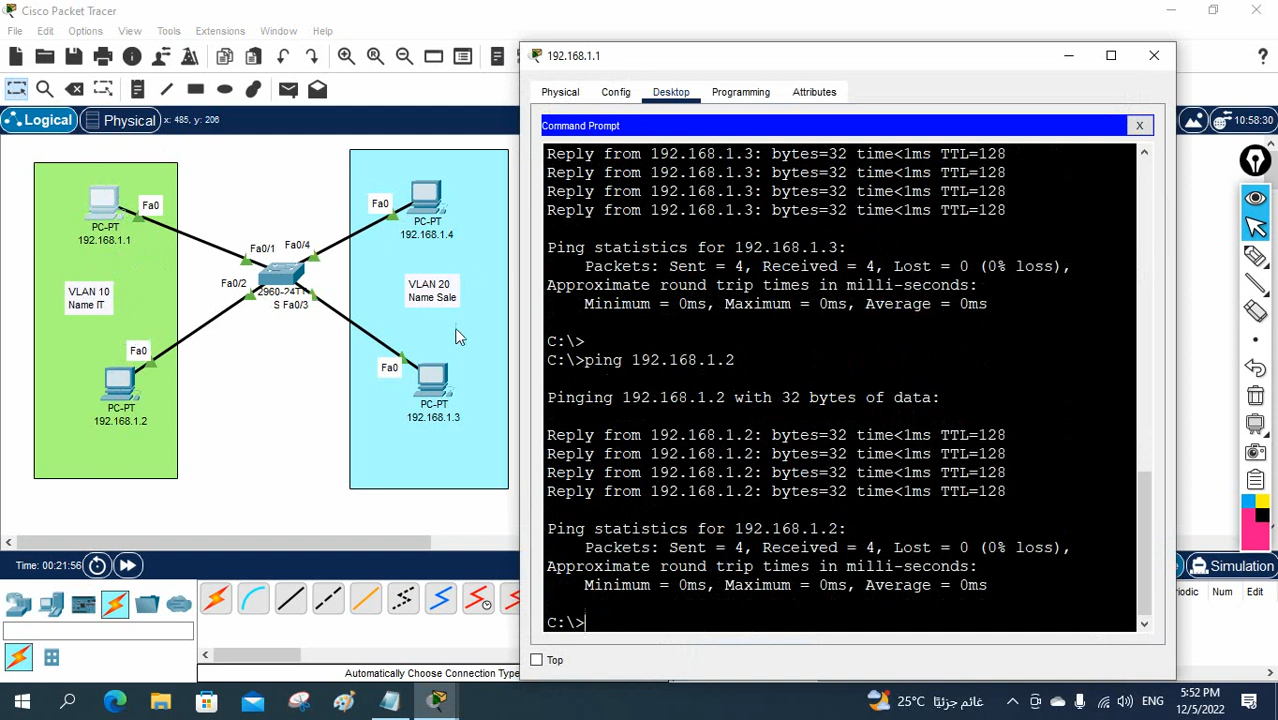 Cisco Packet Tracer
File Edit Options View Tools Extensions Window Help
Logical Physical x: 485, y: 206
10:58:30
Fa0
PC-PT
192.168.1.1
VLAN 10
Name IT
Fa0
PC-PT
192.168.1.2
Fa0/1
Fa0/4
Fa0/2
S Fa0/3
Fa0
PC-PT
192.168.1.4
VLAN 20
Name Sale
Fa0
PC-PT
192.168.1.3
192.168.1.1
Physical Config Desktop Programming Attributes
Command Prompt
X
Reply from 192.168.1.3: bytes=32 time<1ms TTL=128
Reply from 192.168.1.3: bytes=32 time<1ms TTL=128
Reply from 192.168.1.3: bytes=32 time<1ms TTL=128
Reply from 192.168.1.3: bytes=32 time<1ms TTL=128
Ping statistics for 192.168.1.3:
Packets: Sent = 4, Received = 4, Lost = 0 (0% loss),
Approximate round trip times in milli-seconds:
Minimum = 0ms, Maximum = 0ms, Average = 0ms
C:\>
C:\>ping 192.168.1.2
Pinging 192.168.1.2 with 32 bytes of data:
Reply from 192.168.1.2: bytes=32 time<1ms TTL=128
Reply from 192.168.1.2: bytes=32 time<1ms TTL=128
Reply from 192.168.1.2: bytes=32 time<1ms TTL=128
Reply from 192.168.1.2: bytes=32 time<1ms TTL=128
Ping statistics for 192.168.1.2:
Packets: Sent = 4, Received = 4, Lost = 0 (0% loss),
Approximate round trip times in milli-seconds:
Minimum = 0ms, Maximum = 0ms, Average = 0ms
C:\>
Top
Time: 00:21:56
Simulation
Num Edit
Automatically Choose Connection Type
25°C غائم جزئيًا
ENG
5:52 PM
12/5/2022